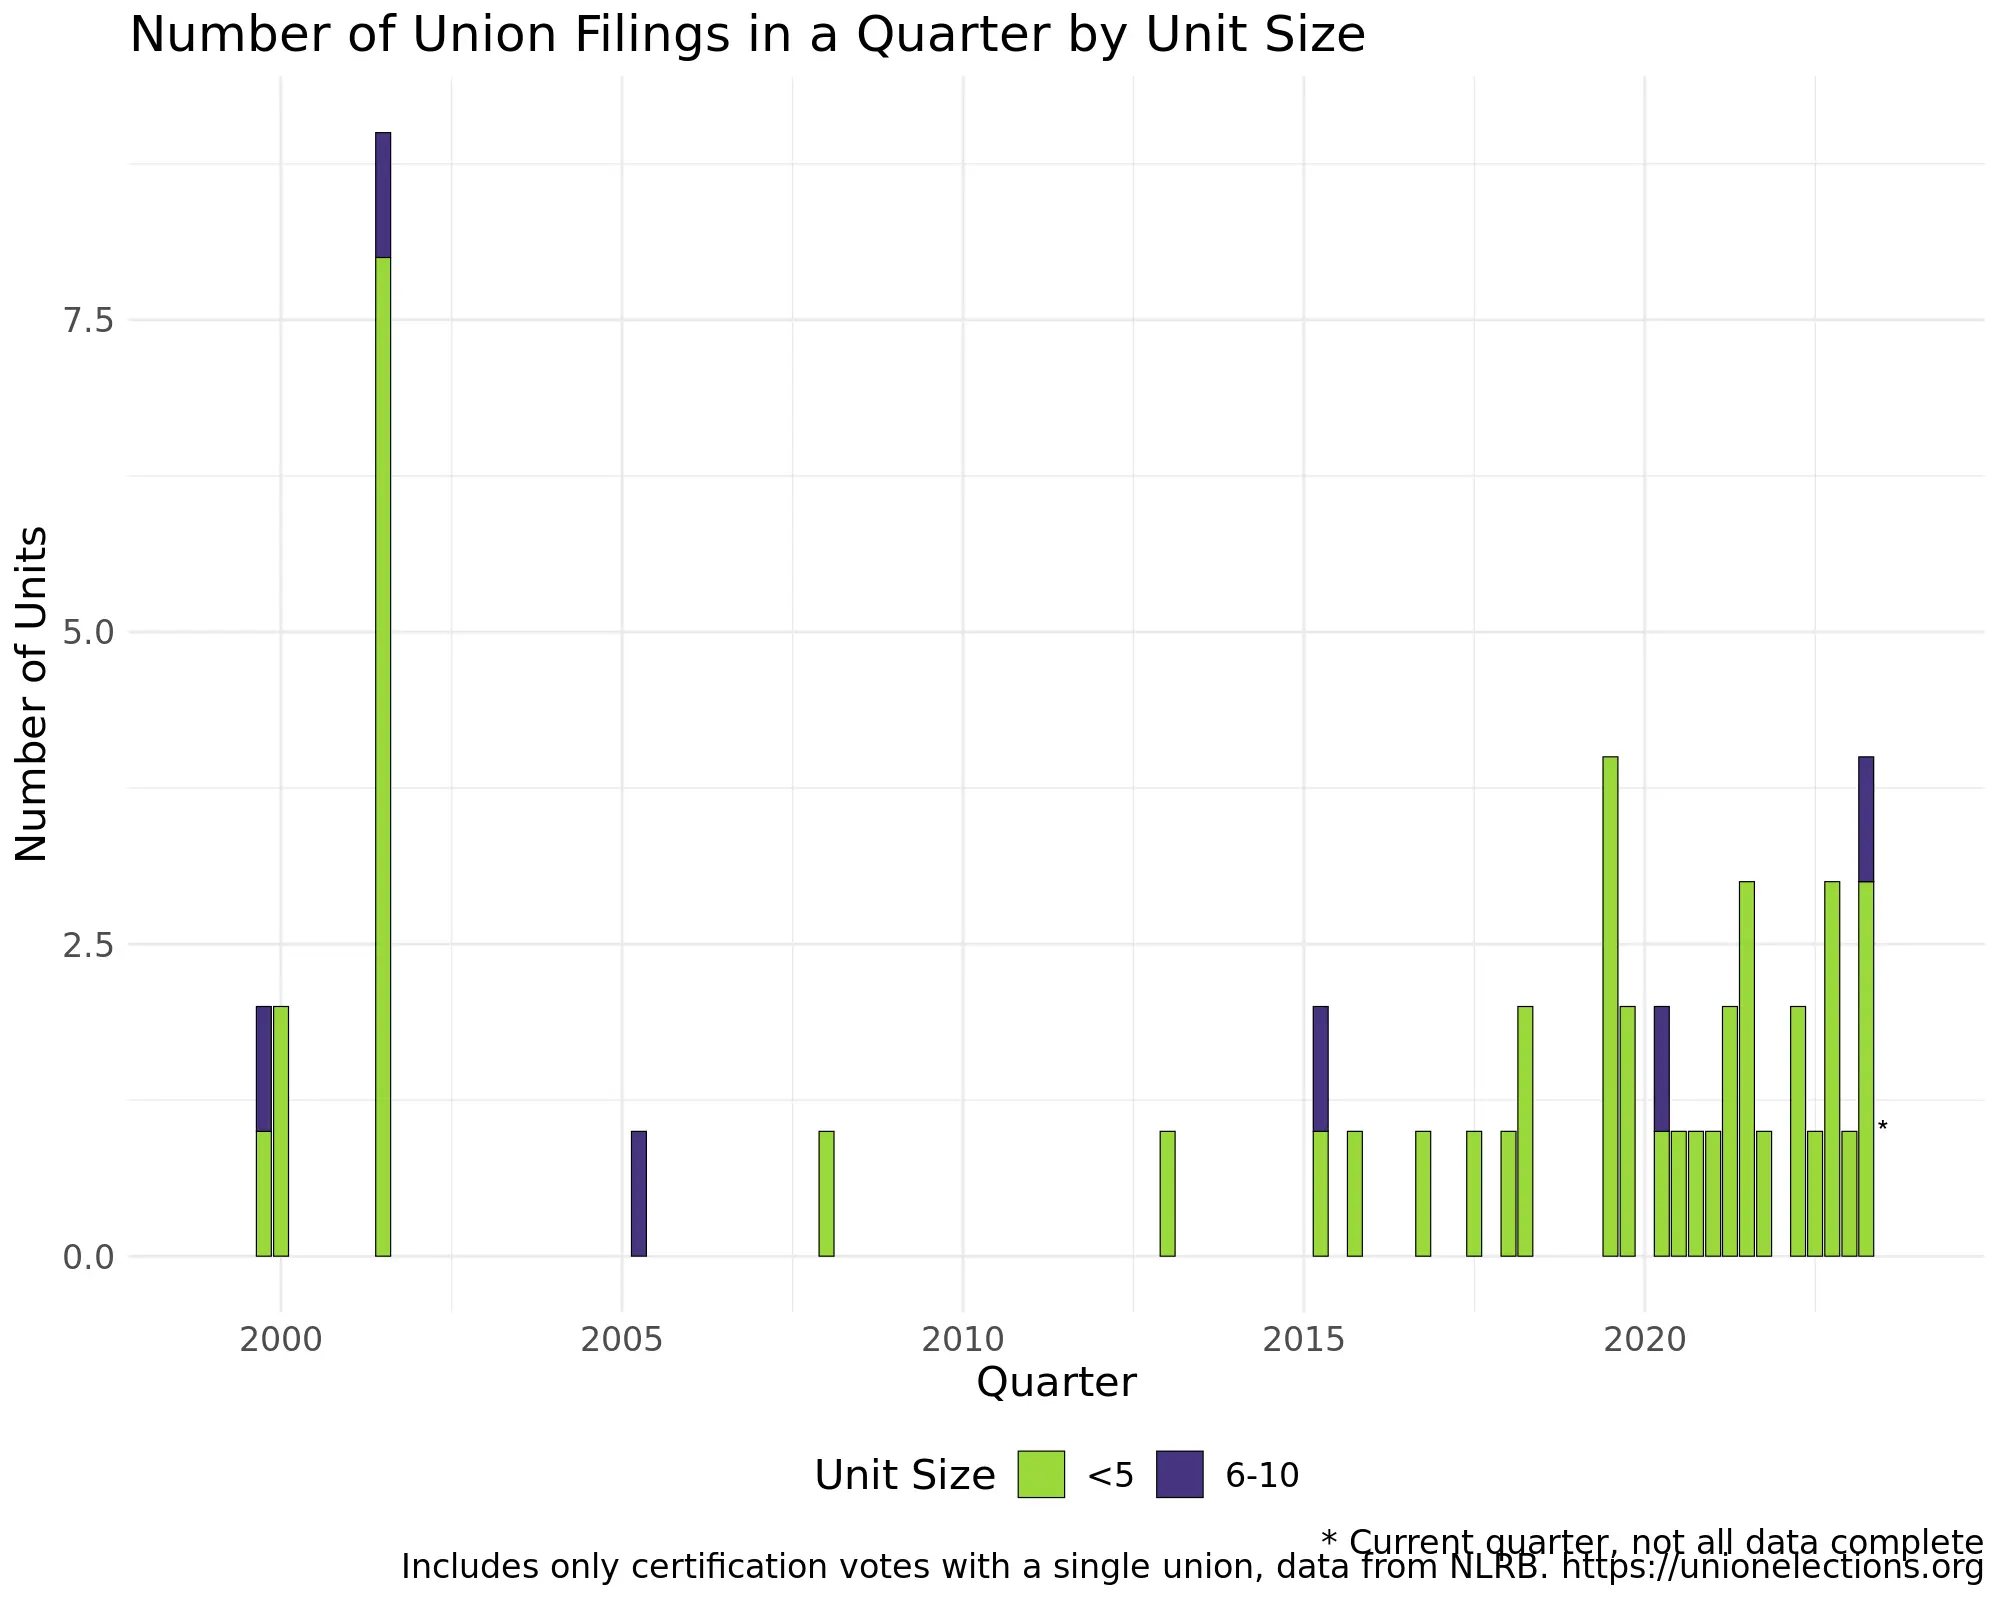 Number of Union Filings in a Quarter by Unit Size
Number of Units
7.5
5.0
2.5
0.0
*
2000 2005 2010 2015 2020
Quarter
Unit Size <5 6-10
* Current quarter, not all data complete
Includes only certification votes with a single union, data from NLRB. https://unionelections.org